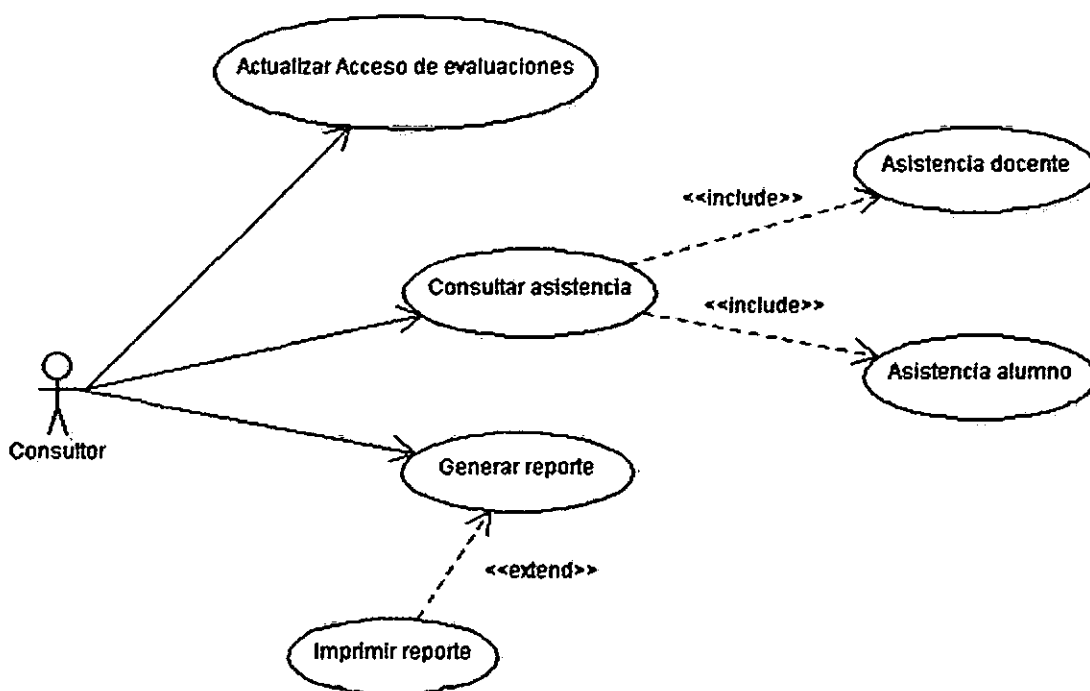 Actualizar Acceso de evaluaciones
Asistencia docente
<<include>>
Consultar asistencia
<<include>>
Asistencia alumno
Consultor
Generar reporte
<<extend>>
Imprimir reporte